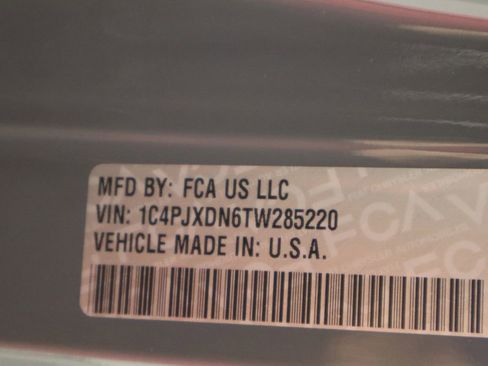 MFD BY: FCA US LLC
VIN: 1C4PJXDN6TW285220
VEHICLE MADE IN: U.S.A.